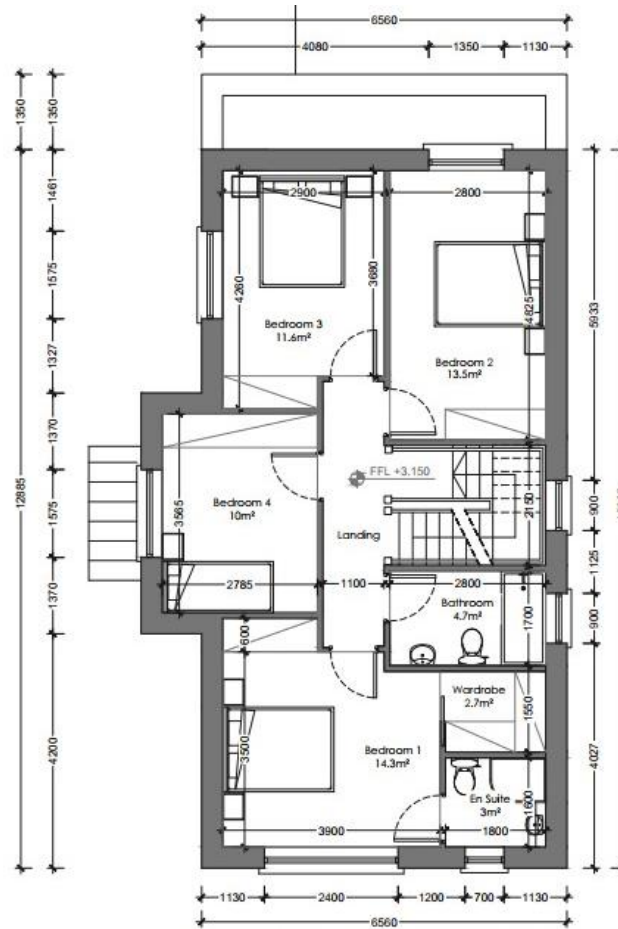 6560
4080
1350
1130
1350
1350
12885
1461
1575
1327
1370
1575
1370
4200
2900
2800
4260
3680
4825
5933
Bedroom 3
11.6m²
Bedroom 2
13.5m²
FFL +3.150
2150
900
Bedroom 4
10m²
3565
Landing
1125
2785
1100
2800
Bathroom
4.7m²
1700
900
600
Wardrobe
2.7m²
1550
3500
Bedroom 1
14.3m²
4027
En Suite
3m²
1600
3900
1800
1130
2400
1200
700
1130
6560